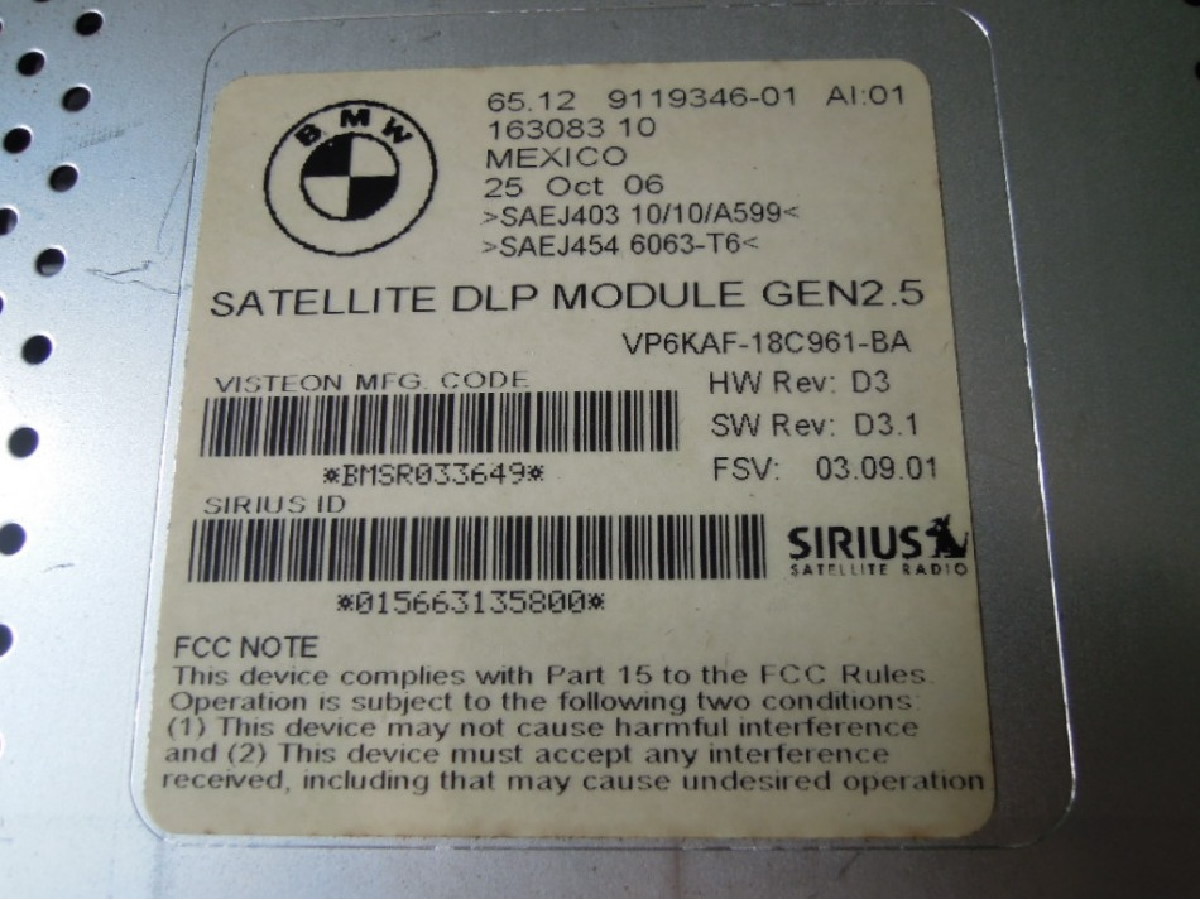 BMW
65.12 9119346-01 AI:01
163083 10
MEXICO
25 Oct 06
>SAEJ403 10/10/A599<
>SAEJ454 6063-T6<
SATELLITE DLP MODULE GEN2.5
VP6KAF-18C961-BA
VISTEON MFG. CODE
HW Rev: D3
SW Rev: D3.1
*BMSR033649*
FSV: 03.09.01
SIRIUS ID
SIRIUS
SATELLITE RADIO
*015663135800*
FCC NOTE
This device complies with Part 15 to the FCC Rules.
Operation is subject to the following two conditions:
(1) This device may not cause harmful interference
and (2) This device must accept any interference
received, including that may cause undesired operation